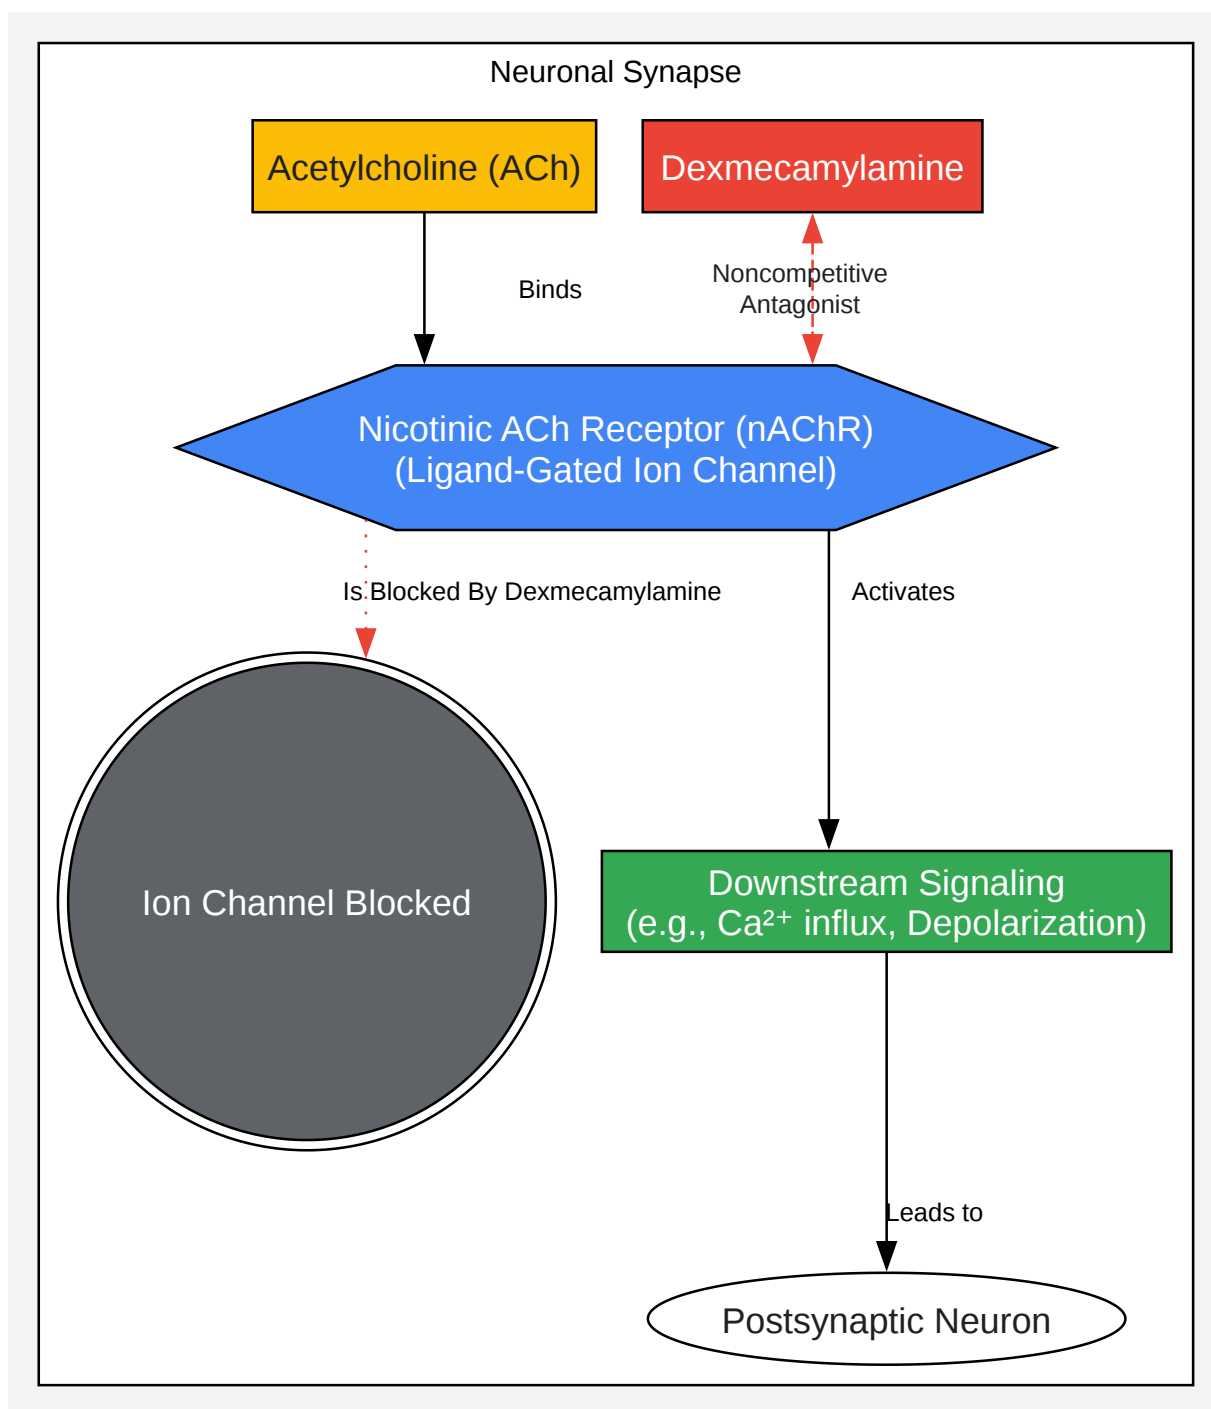 Neuronal Synapse
Acetylcholine (ACh)
Dexmecamylamine
Binds
Noncompetitive
Antagonist
Nicotinic ACh Receptor (nAChR)
(Ligand-Gated Ion Channel)
Is Blocked By Dexmecamylamine
Activates
Ion Channel Blocked
Downstream Signaling
(e.g., Ca²⁺ influx, Depolarization)
Leads to
Postsynaptic Neuron